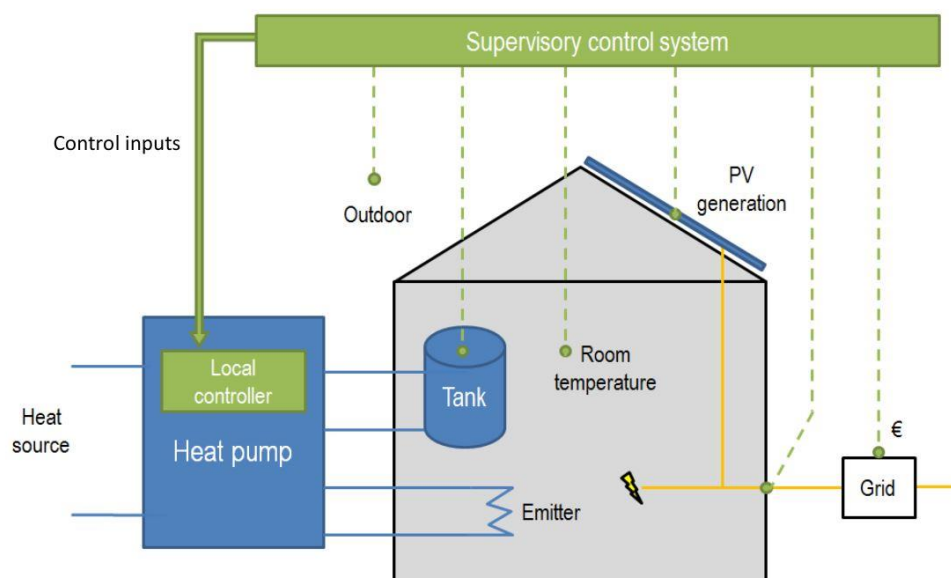 Supervisory control system
Control inputs
Outdoor
PV
generation
Local
controller
Heat pump
Heat
source
Tank
Room
temperature
Emitter
€
Grid